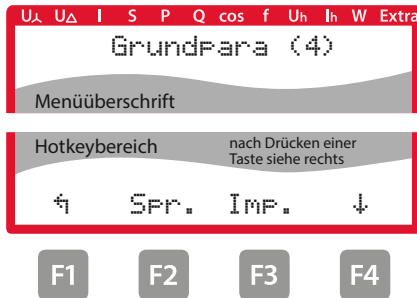 U⅄ U△ I S P Q cos f Uh Ih W Extra
Grundpara (4)
Menüüberschrift
Hotkeybereich nach Drücken einer
Taste siehe rechts
↰ Spr. Imp. ↓
F1 F2 F3 F4